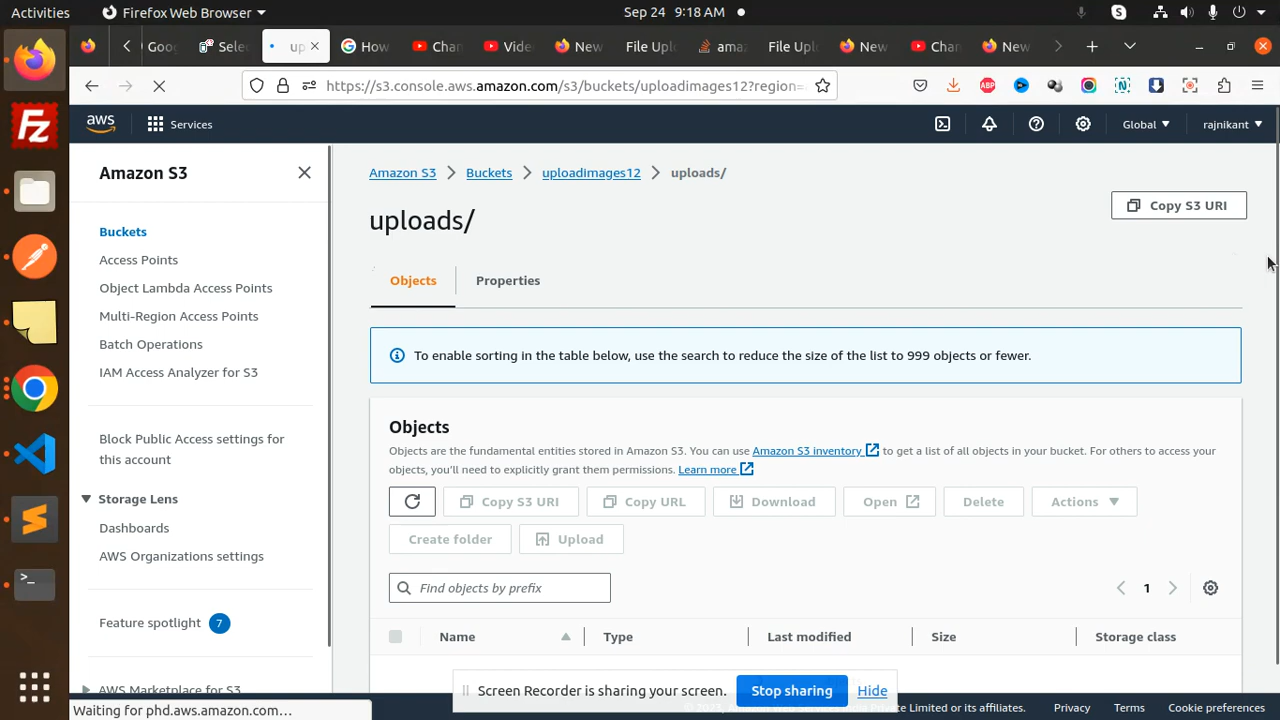 Activities
Amazon Browser
Sep 24 9:18 AM
Goo
Sele
up
How
Chan
Vide
New
File Upl
amaz
File Upl
New
Chan
New
https://s3.console.aws.amazon.com/s3/buckets/uploadimages12?region=
aws
Services
Global
rajnikant
Amazon S3
Buckets
Access Points
Object Lambda Access Points
Multi-Region Access Points
Batch Operations
IAM Access Analyzer for S3
Block Public Access settings for
this account
Storage Lens
Dashboards
AWS Organizations settings
Feature spotlight 7
AWS Marketplace for S3
Amazon S3 Buckets uploadimages12 uploads/
uploads/
Copy S3 URI
Objects
Properties
To enable sorting in the table below, use the search to reduce the size of the list to 999 objects or fewer.
Objects
Objects are the fundamental entities stored in Amazon S3. You can use Amazon S3 inventory to get a list of all objects in your bucket. For others to access your
objects, you'll need to explicitly grant them permissions. Learn more
Copy S3 URI
Copy URL
Download
Open
Delete
Actions
Create folder
Upload
Find objects by prefix
1
Name
Type
Last modified
Size
Storage class
Screen Recorder is sharing your screen.
Stop sharing
Hide
Waiting for phd.aws.amazon.com…
Private Limited or its affiliates.
Privacy
Terms
Cookie preferences